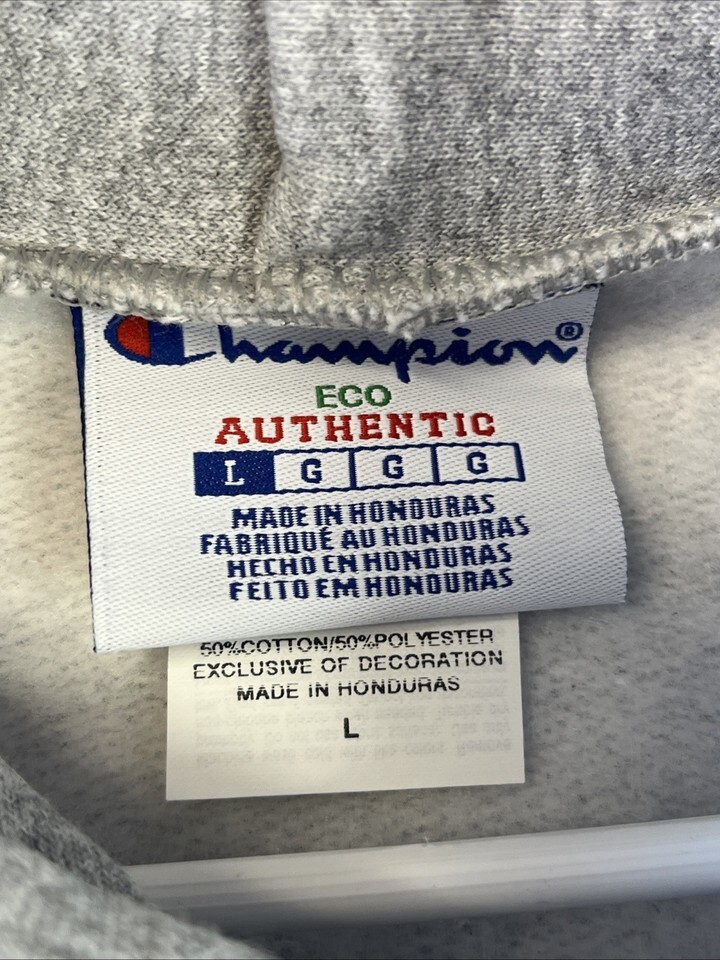 Champion®
ECO
AUTHENTIC
L G G G
MADE IN HONDURAS
FABRIQUÉ AU HONDURAS
HECHO EN HONDURAS
FEITO EM HONDURAS
50%COTTON/50%POLYESTER
EXCLUSIVE OF DECORATION
MADE IN HONDURAS
L